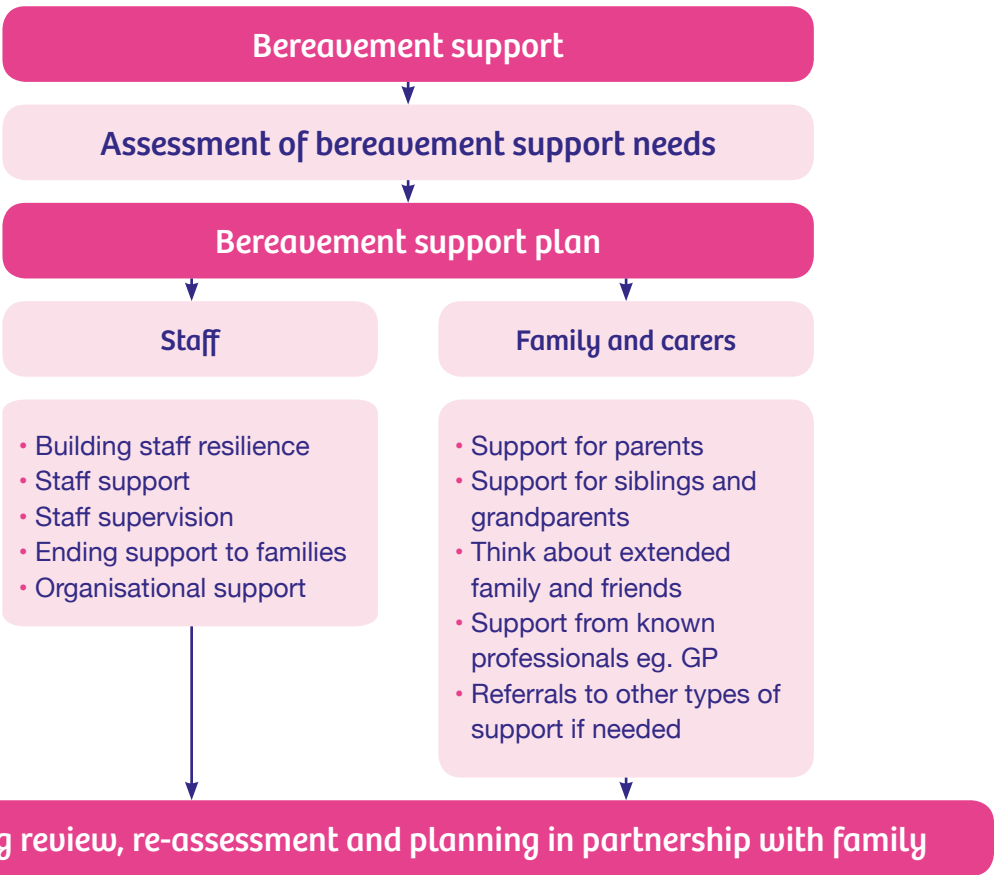 Bereavement support
Assessment of bereavement support needs
Bereavement support plan
Staff
Family and carers
• Building staff resilience
• Staff support
• Staff supervision
• Ending support to families
• Organisational support
• Support for parents
• Support for siblings and
grandparents
• Think about extended
family and friends
• Support from known
professionals eg. GP
• Referrals to other types of
support if needed
review, re-assessment and planning in partnership with family